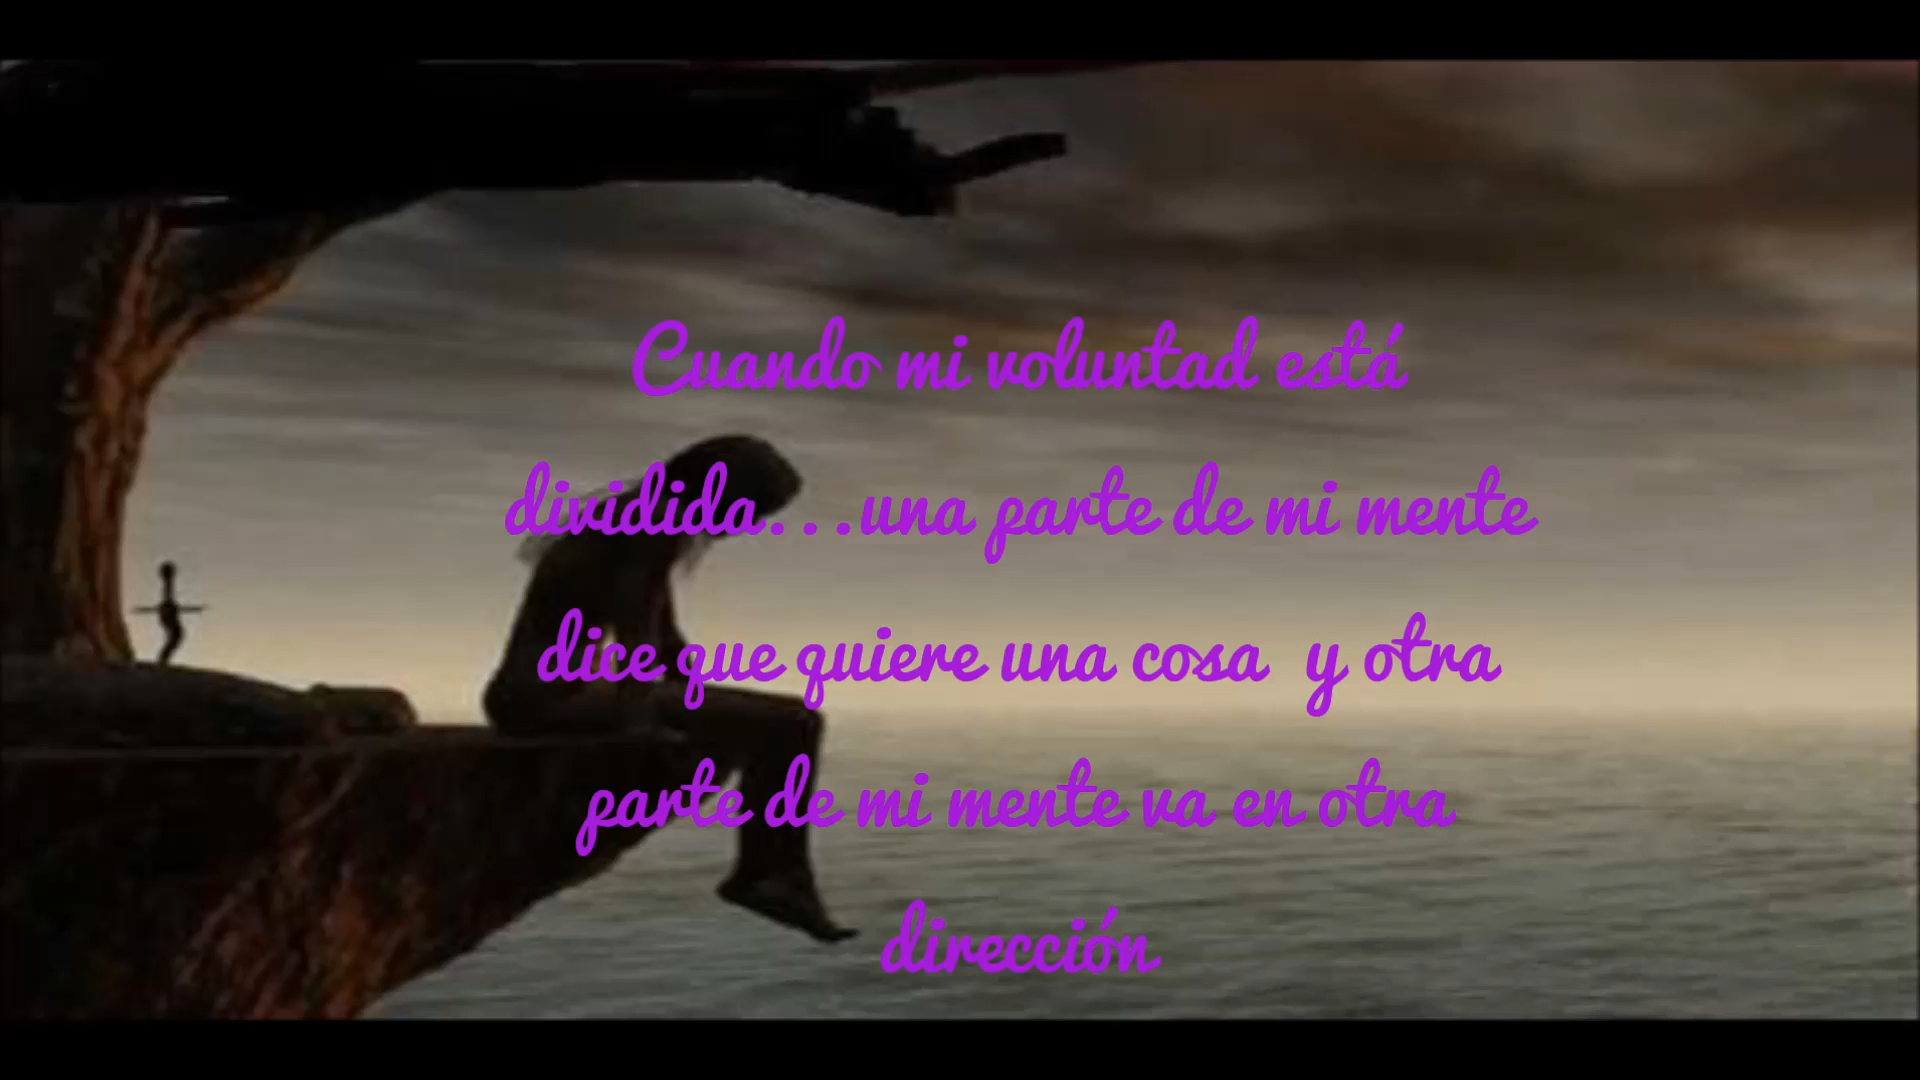 Cuando mi voluntad está
dividida...una parte de mi mente
dice que quiere una cosa  y otra
parte de mi mente va en otra
dirección